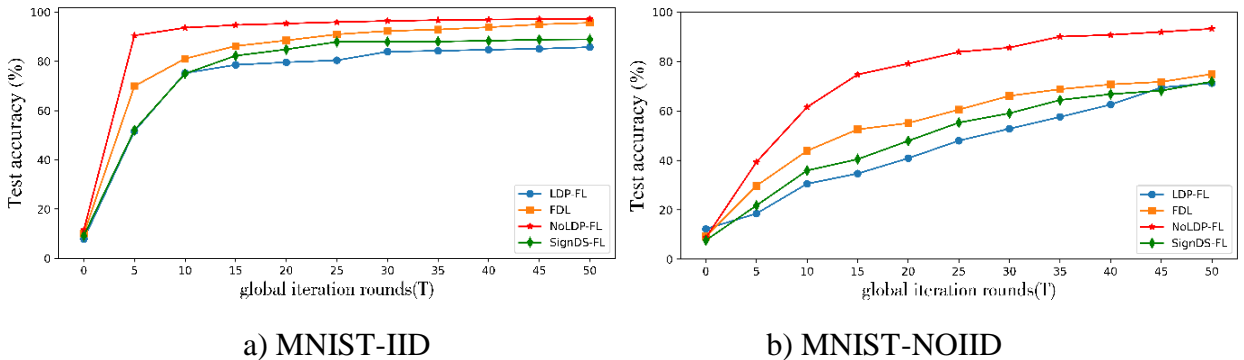 100
80
60
40
20
0
Test accuracy (%)
0 5 10 15 20 25 30 35 40 45 50
global iteration rounds(T)
LDP-FL
FDL
NoLDP-FL
SignDS-FL
a) MNIST-IID
100
80
60
40
20
0
Test accuracy (%)
0 5 10 15 20 25 30 35 40 45 50
global iteration rounds(T)
LDP-FL
FDL
NoLDP-FL
SignDS-FL
b) MNIST-NOIID